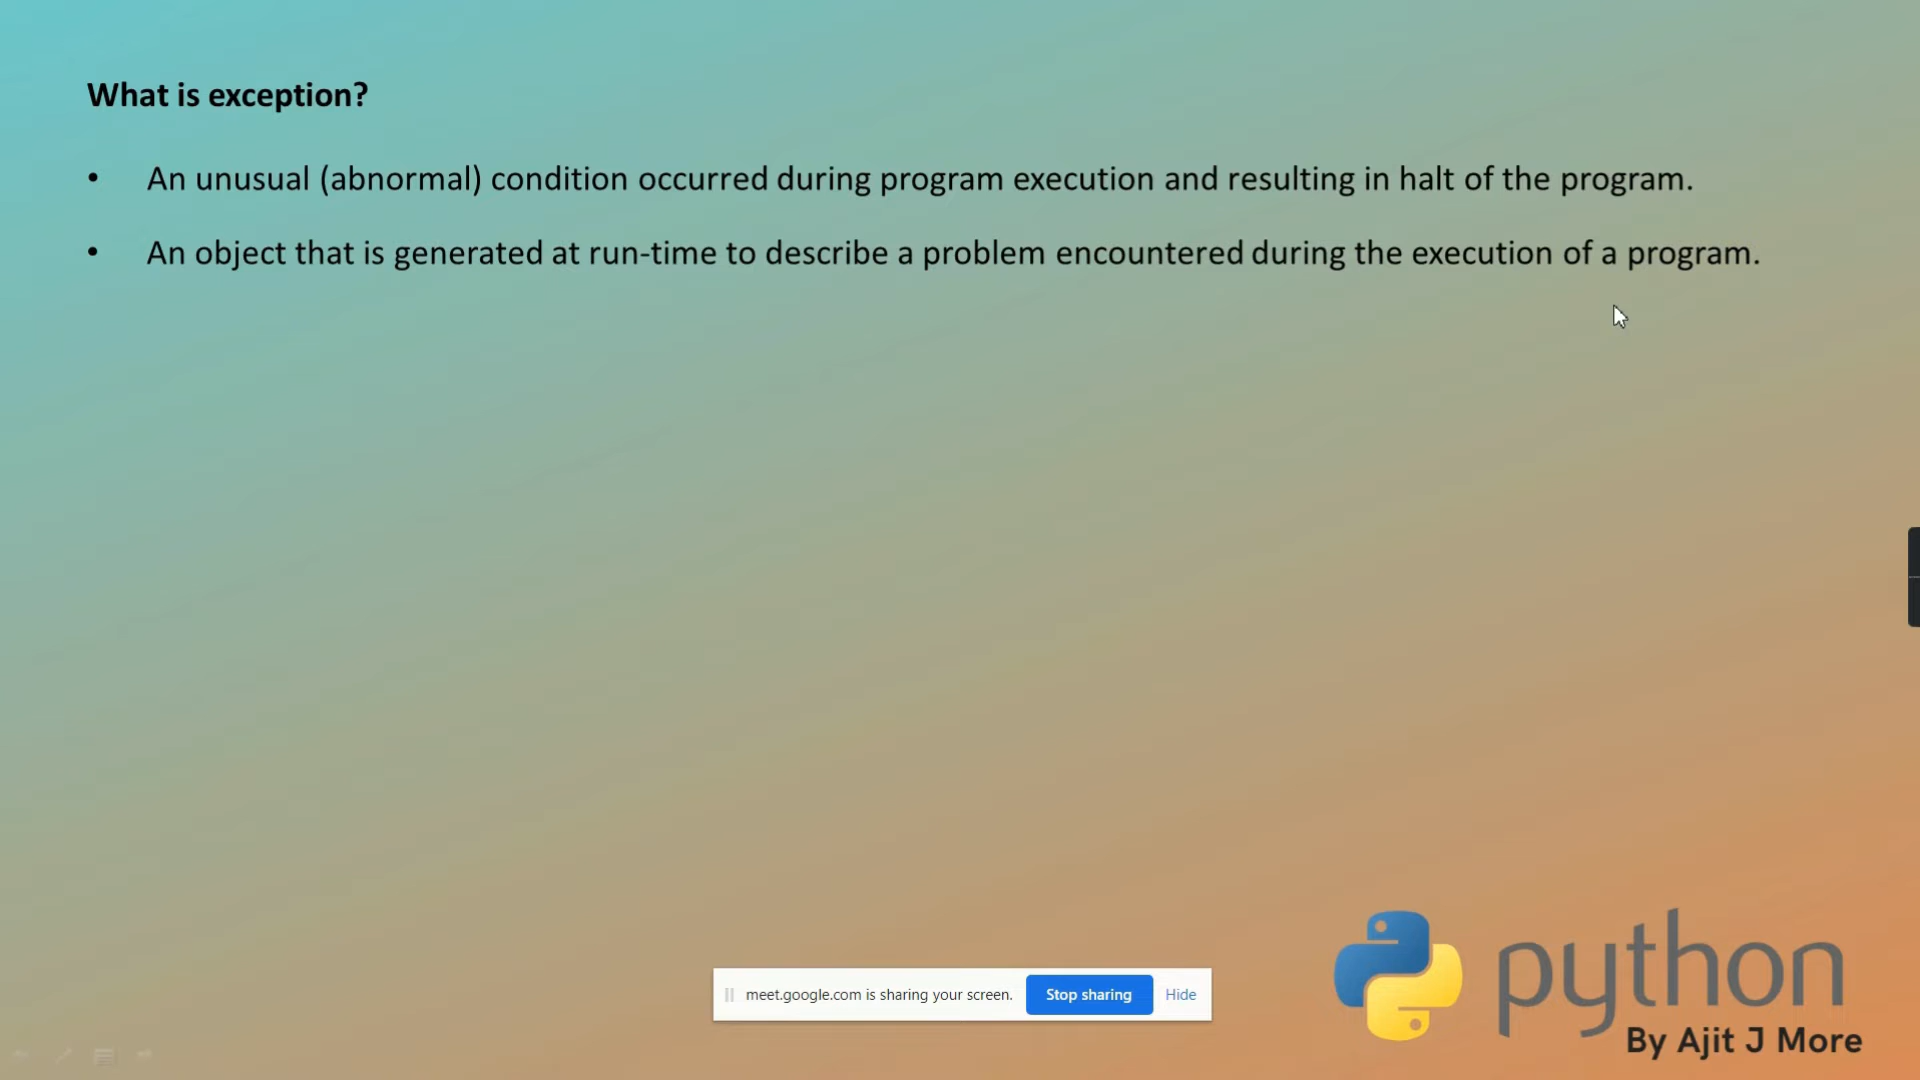 What is exception?
• An unusual (abnormal) condition occurred during program execution and resulting in halt of the program.
• An object that is generated at run-time to describe a problem encountered during the execution of a program.
meet.google.com is sharing your screen. Stop sharing Hide
python
By Ajit J More